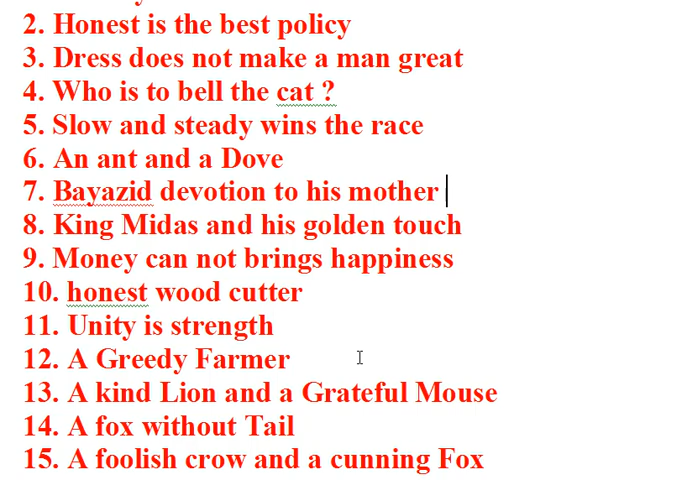 2. Honest is the best policy
3. Dress does not make a man great
4. Who is to bell the cat ?
5. Slow and steady wins the race
6. An ant and a Dove
7. Bayazid devotion to his mother
8. King Midas and his golden touch
9. Money can not brings happiness
10. honest wood cutter
11. Unity is strength
12. A Greedy Farmer
13. A kind Lion and a Grateful Mouse
14. A fox without Tail
15. A foolish crow and a cunning Fox